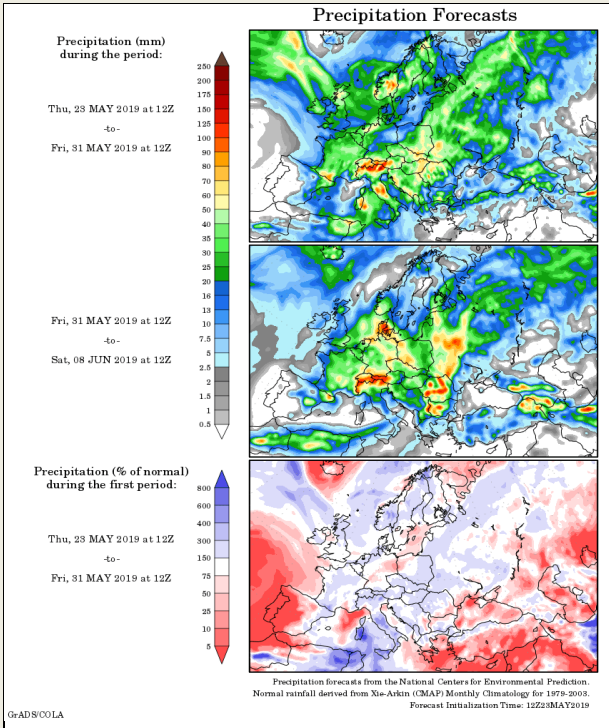 Precipitation Forecasts
Precipitation (mm)
during the period:
Thu, 23 MAY 2019 at 12Z
-to-
Fri, 31 MAY 2019 at 12Z
250
200
175
150
125
100
90
80
70
60
50
45
40
35
30
25
20
16
13
10
7.5
5
2.5
2
1.5
1
0.5
Fri, 31 MAY 2019 at 12Z
-to-
Sat, 08 JUN 2019 at 12Z
Precipitation (% of normal)
during the first period:
Thu, 23 MAY 2019 at 12Z
-to-
Fri, 31 MAY 2019 at 12Z
800
600
400
300
150
75
50
25
10
5
Precipitation forecasts from the National Centers for Environmental Prediction.
Normal rainfall derived from Xie-Arkin (CMAP) Monthly Climatology for 1979-2003.
Forecast Initialization Time: 12Z23MAY2019
GrADS/COLA